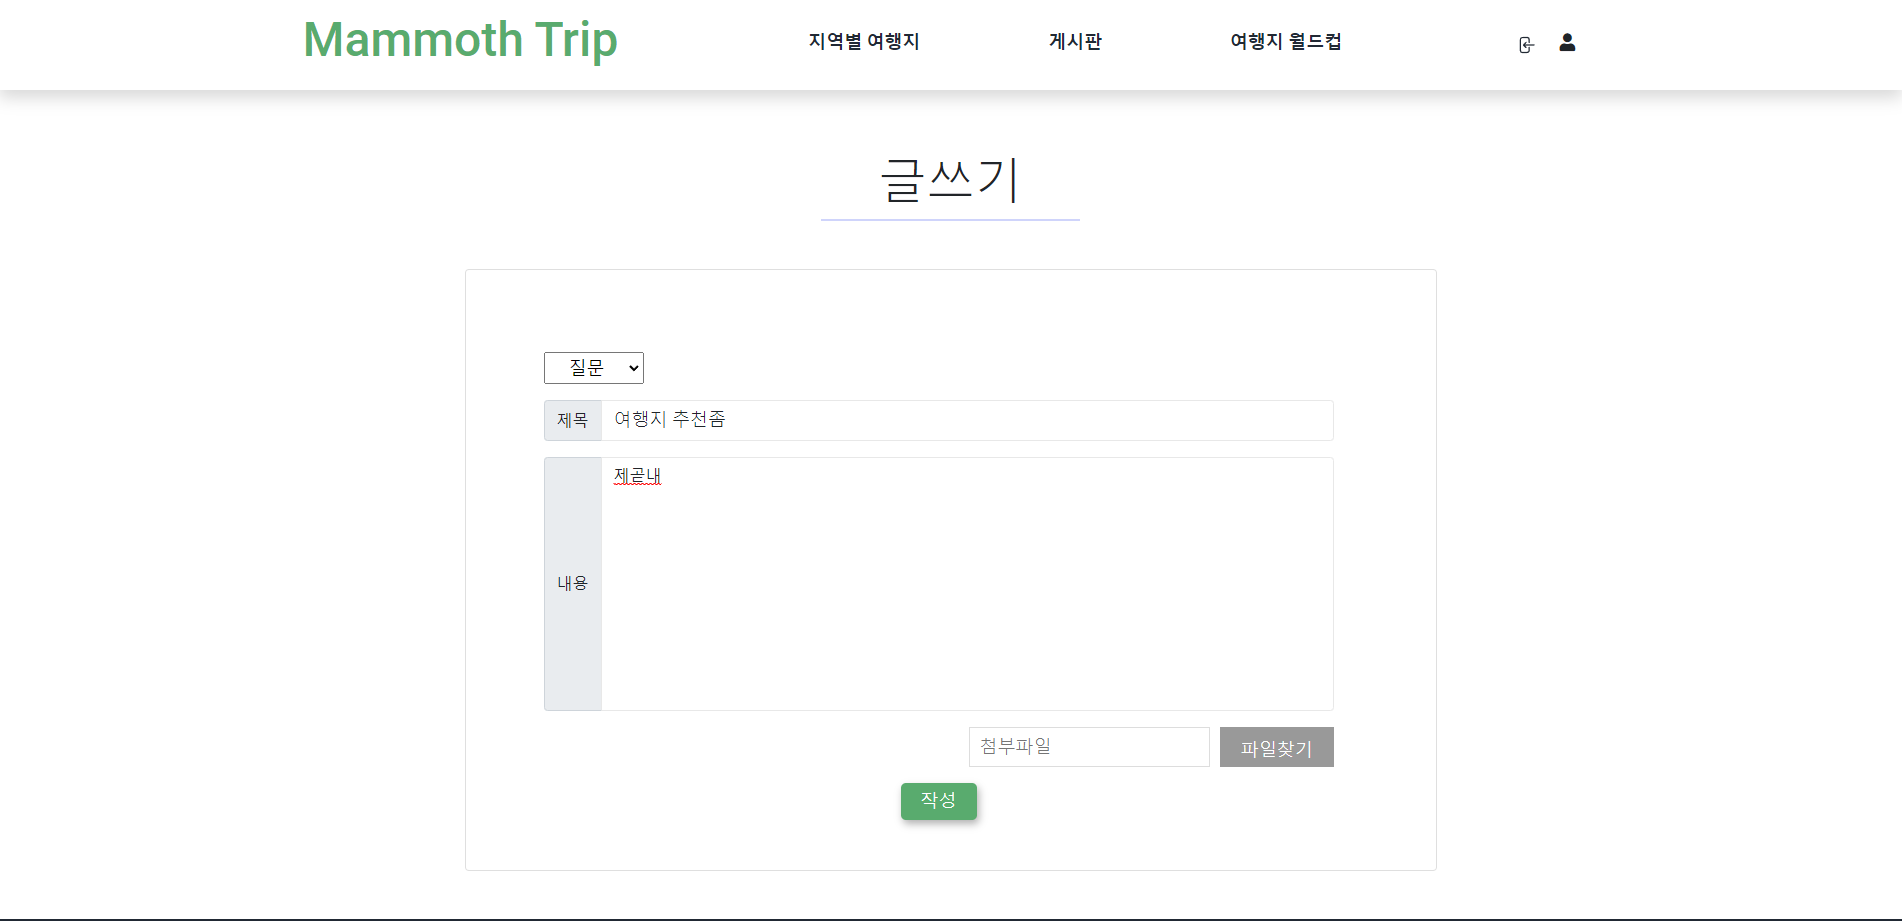 Mammoth Trip
지역별 여행지
게시판
여행지 월드컵
글쓰기
질문
제목
여행지 추천좀
내용
제곧내
첨부파일
파일찾기
작성